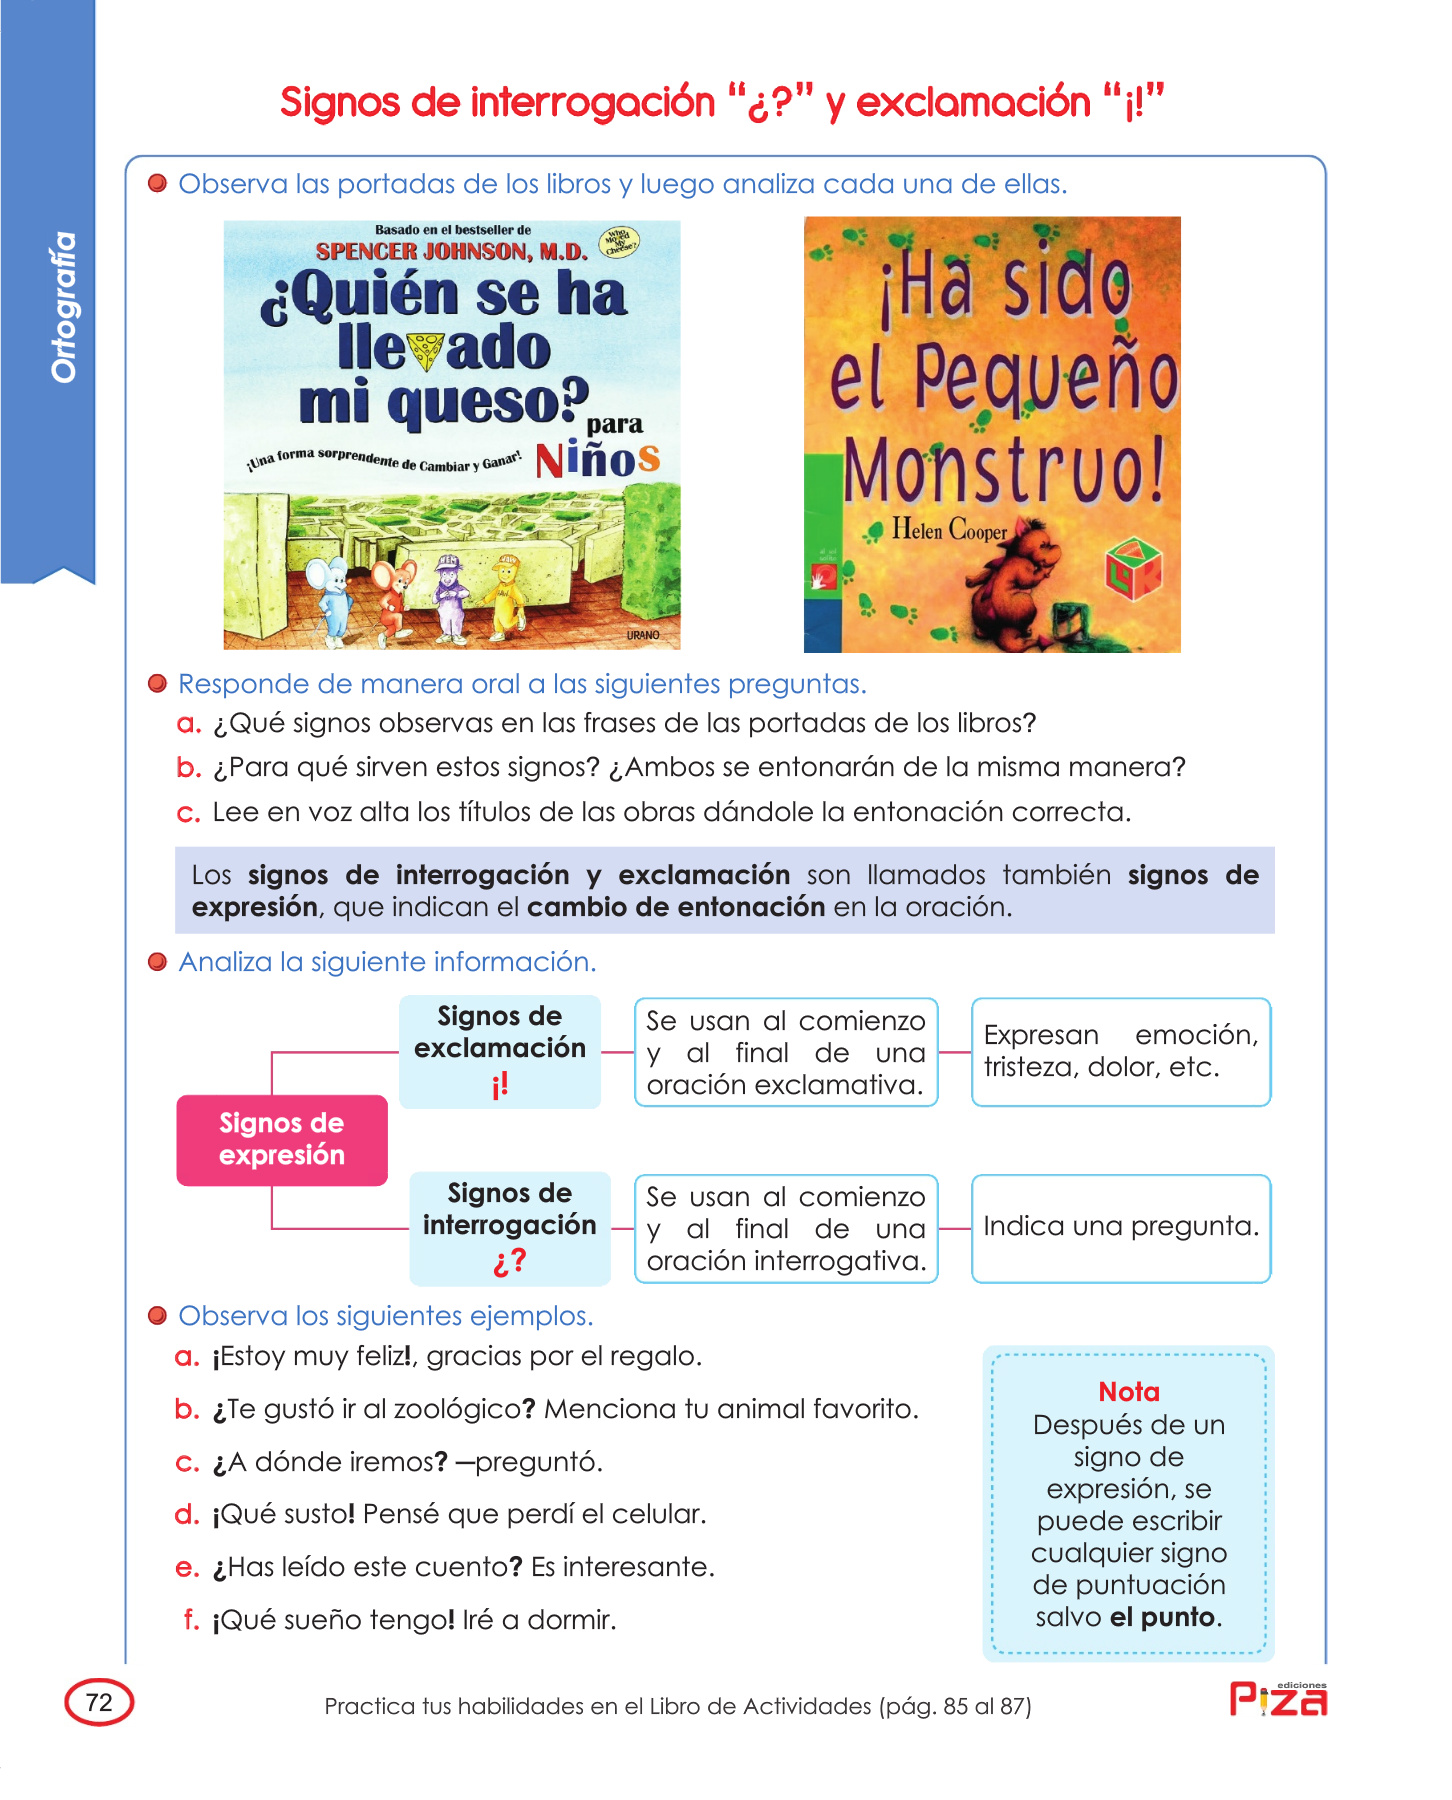 Ortografía
Signos de interrogación “¿?” y exclamación “¡!”
Observa las portadas de los libros y luego analiza cada una de ellas.
Basado en el bestseller de
SPENCER JOHNSON, M.D.
Who
Moved
My
Cheese?
¿Quién se ha
llevado
mi queso?
para
Niños
¡Una forma sorprendente de Cambiar y Ganar!
URANO
¡Ha sido
el Pequeño
Monstruo!
Helen Cooper
Responde de manera oral a las siguientes preguntas.
a. ¿Qué signos observas en las frases de las portadas de los libros?
b. ¿Para qué sirven estos signos? ¿Ambos se entonarán de la misma manera?
c. Lee en voz alta los títulos de las obras dándole la entonación correcta.
Los signos de interrogación y exclamación son llamados también signos de
expresión, que indican el cambio de entonación en la oración.
Analiza la siguiente información.
Signos de
expresión
Signos de
exclamación
¡!
Se usan al comienzo
y al final de una
oración exclamativa.
Expresan emoción,
tristeza, dolor, etc.
Signos de
interrogación
¿?
Se usan al comienzo
y al final de una
oración interrogativa.
Indica una pregunta.
Observa los siguientes ejemplos.
a. ¡Estoy muy feliz!, gracias por el regalo.
b. ¿Te gustó ir al zoológico? Menciona tu animal favorito.
c. ¿A dónde iremos? —preguntó.
d. ¡Qué susto! Pensé que perdí el celular.
e. ¿Has leído este cuento? Es interesante.
f. ¡Qué sueño tengo! Iré a dormir.
Nota
Después de un
signo de
expresión, se
puede escribir
cualquier signo
de puntuación
salvo el punto.
72
Practica tus habilidades en el Libro de Actividades (pág. 85 al 87)
ediciones
Piza